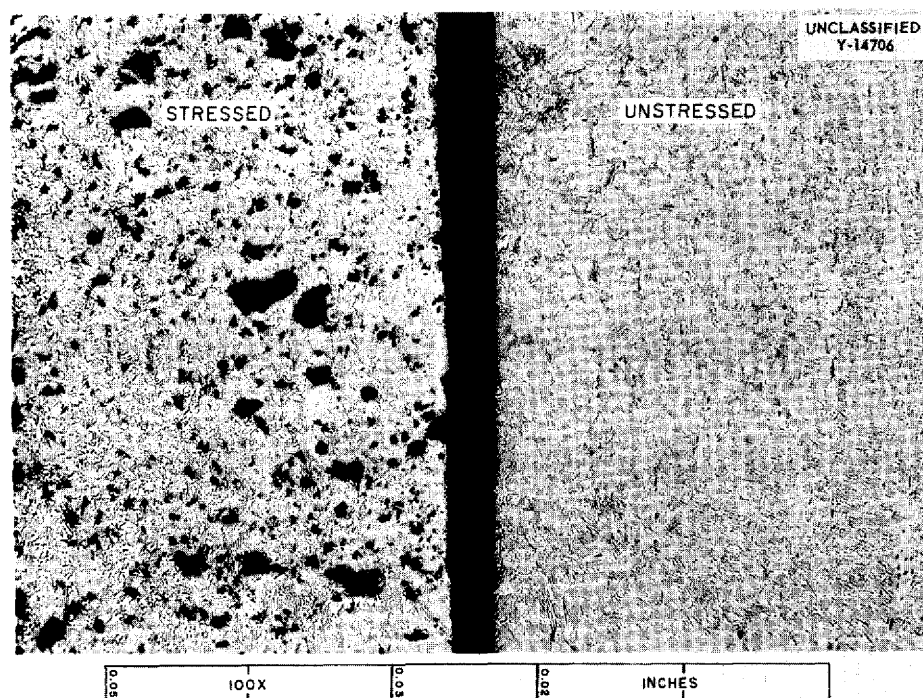 UNCLASSIFIED
Y-14706
STRESSED
UNSTRESSED
0.05
100X
0.03
0.02
INCHES